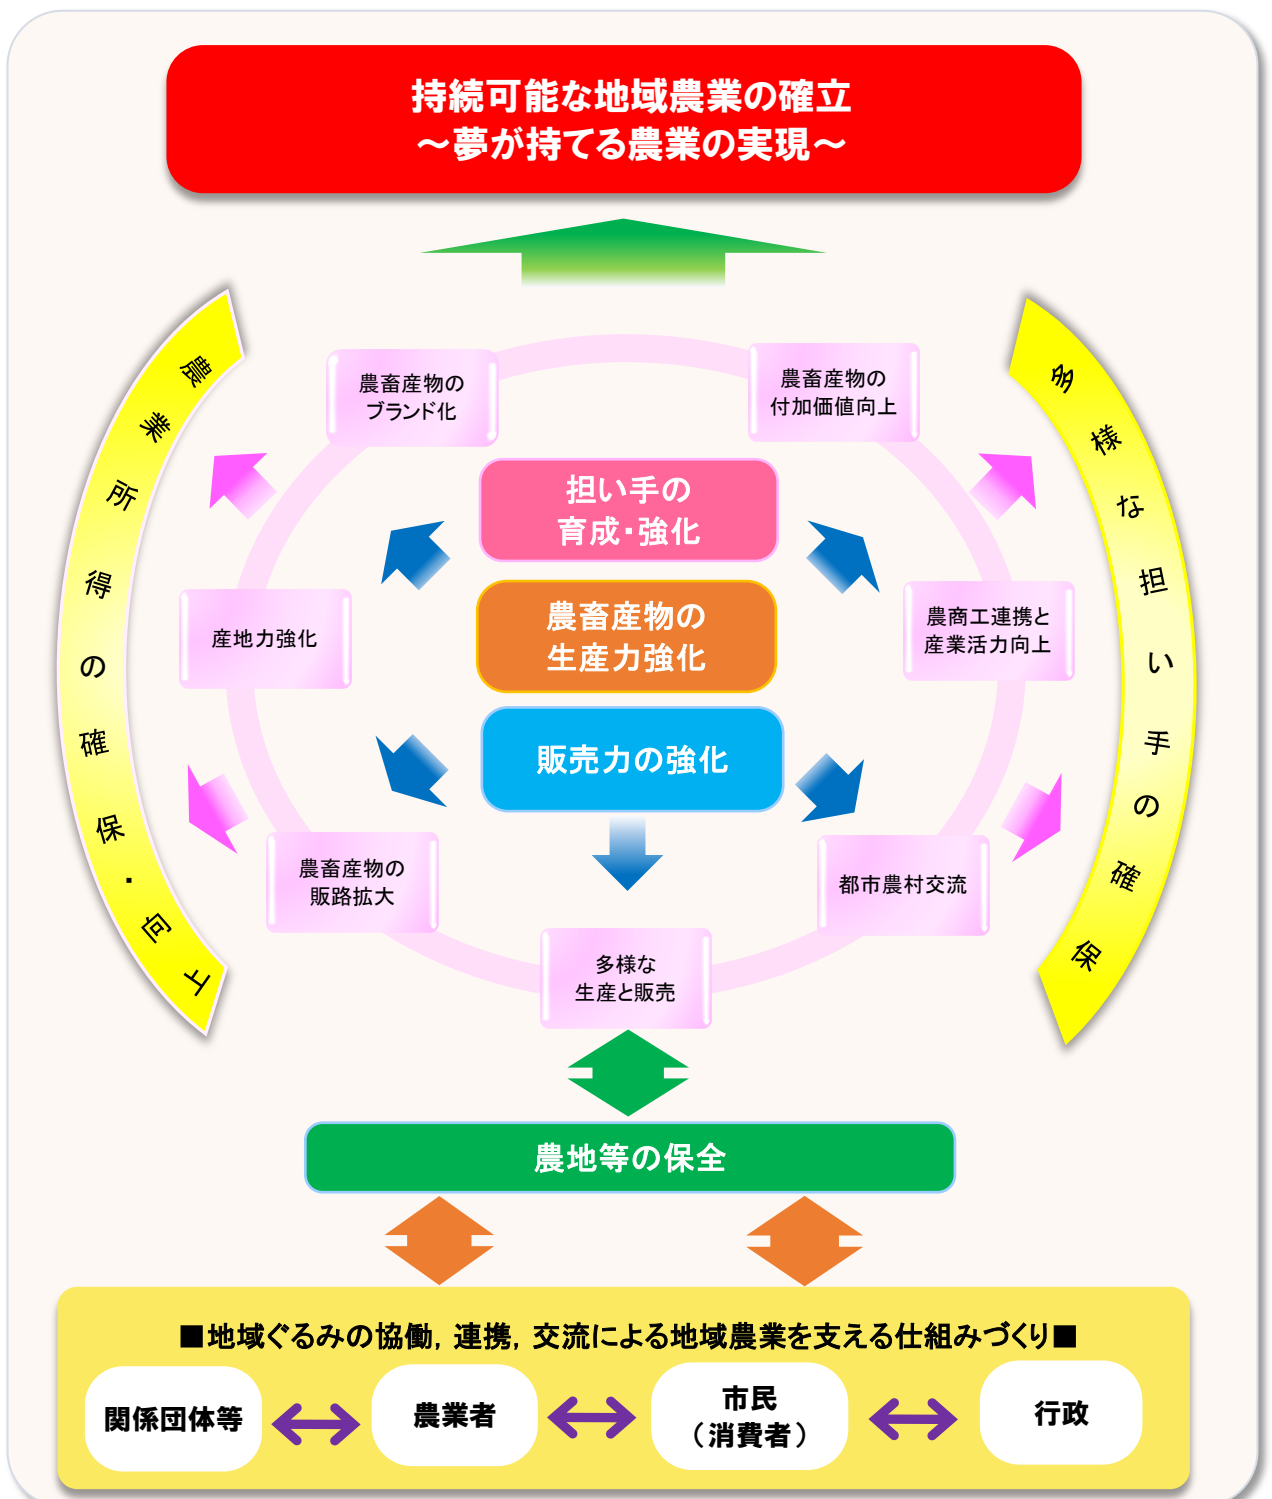 持続可能な地域農業の確立
～夢が持てる農業の実現～
農業所得の確保・向上
多様な担い手の確保
農畜産物の
ブランド化
農畜産物の
付加価値向上
担い手の
育成・強化
農畜産物の
生産力強化
販売力の強化
産地力強化
農商工連携と
産業活力向上
農畜産物の
販路拡大
都市農村交流
多様な
生産と販売
農地等の保全
■地域ぐるみの協働，連携，交流による地域農業を支える仕組みづくり■
関係団体等
農業者
市民
（消費者）
行政